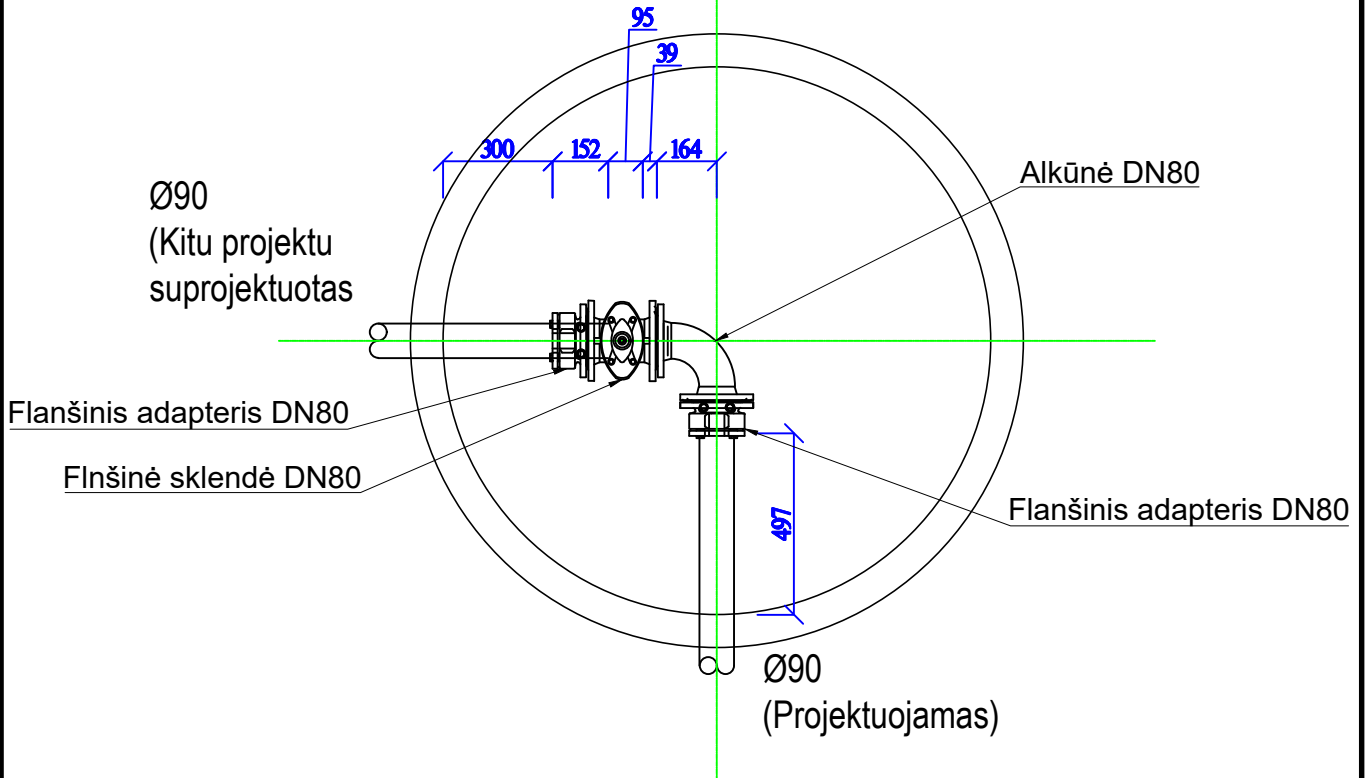 95
39
300
152
164
Alkūnė DN80
Ø90
(Kitu projektu
suprojektuotas
Flanšinis adapteris DN80
Flnšinė sklendė DN80
Flanšinis adapteris DN80
497
Ø90
(Projektuojamas)